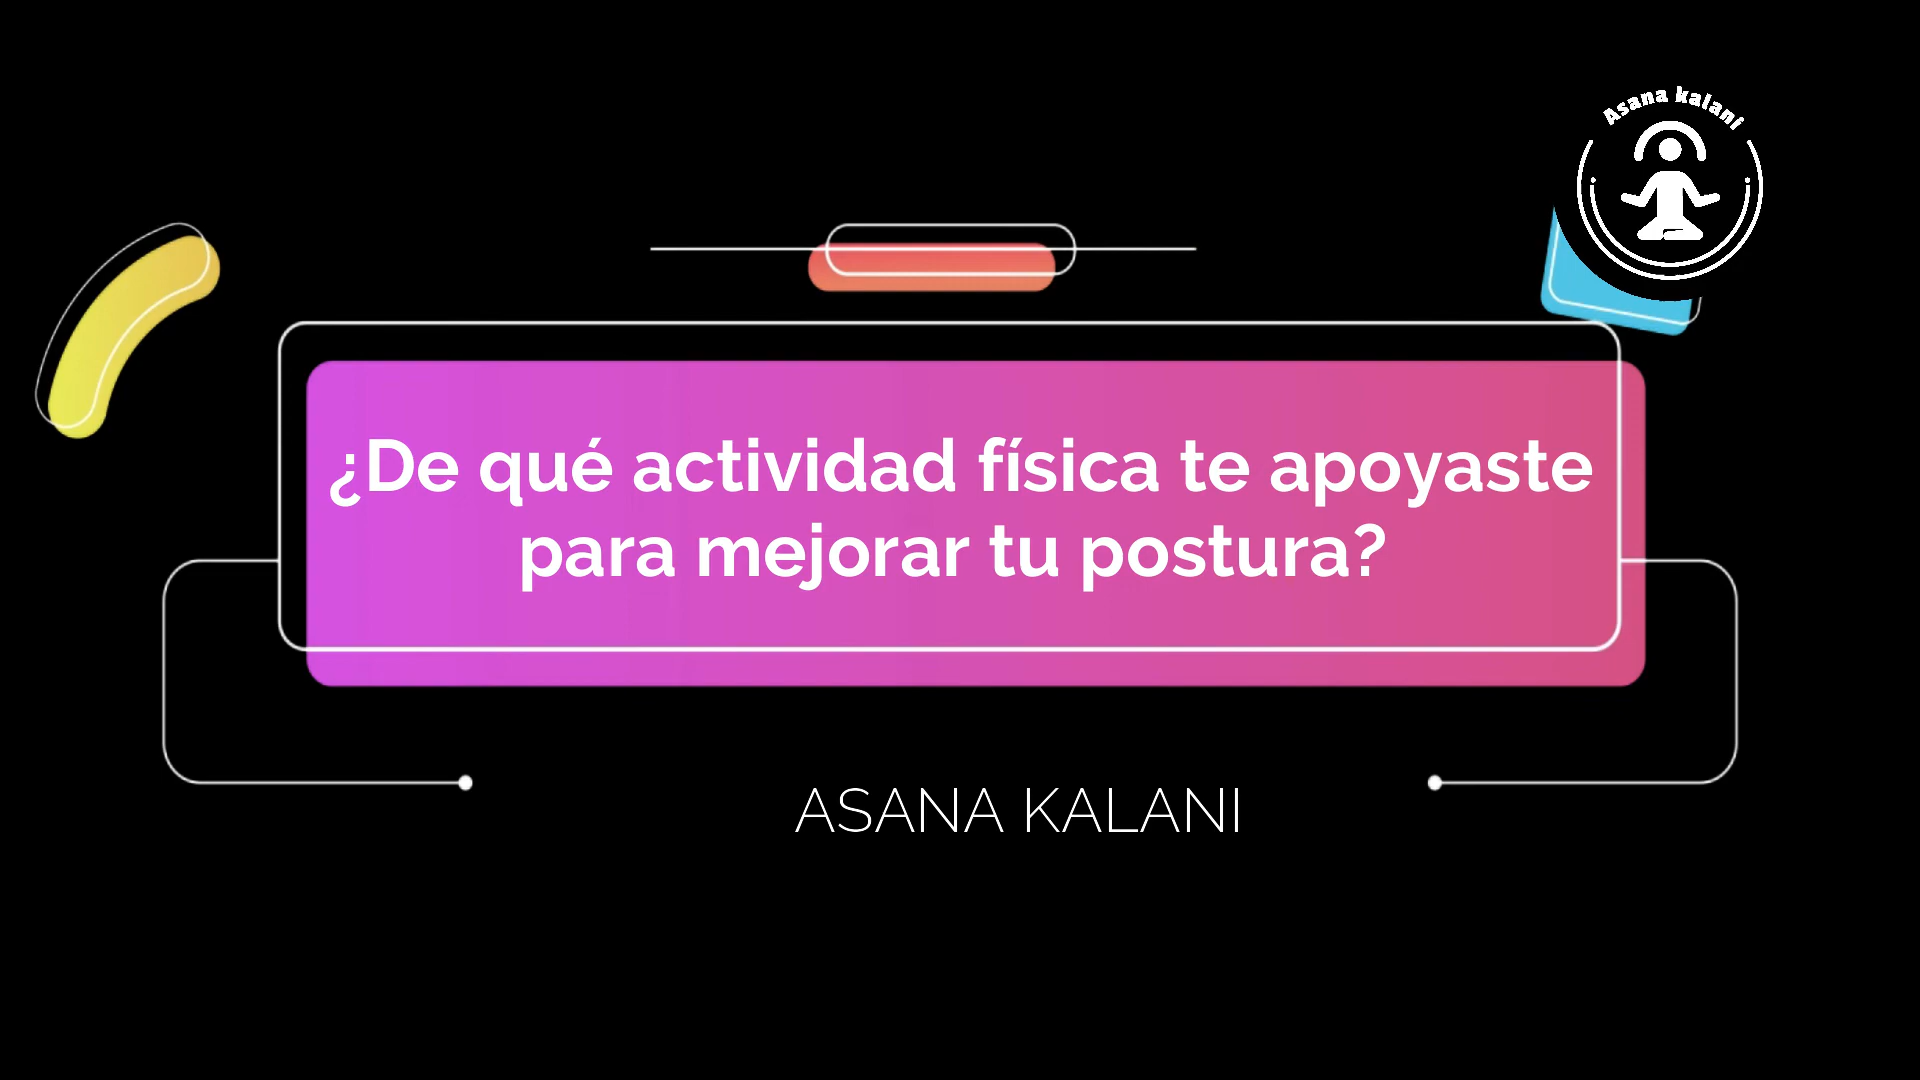 Asana kalani
¿De qué actividad física te apoyaste
para mejorar tu postura?
ASANA KALANI